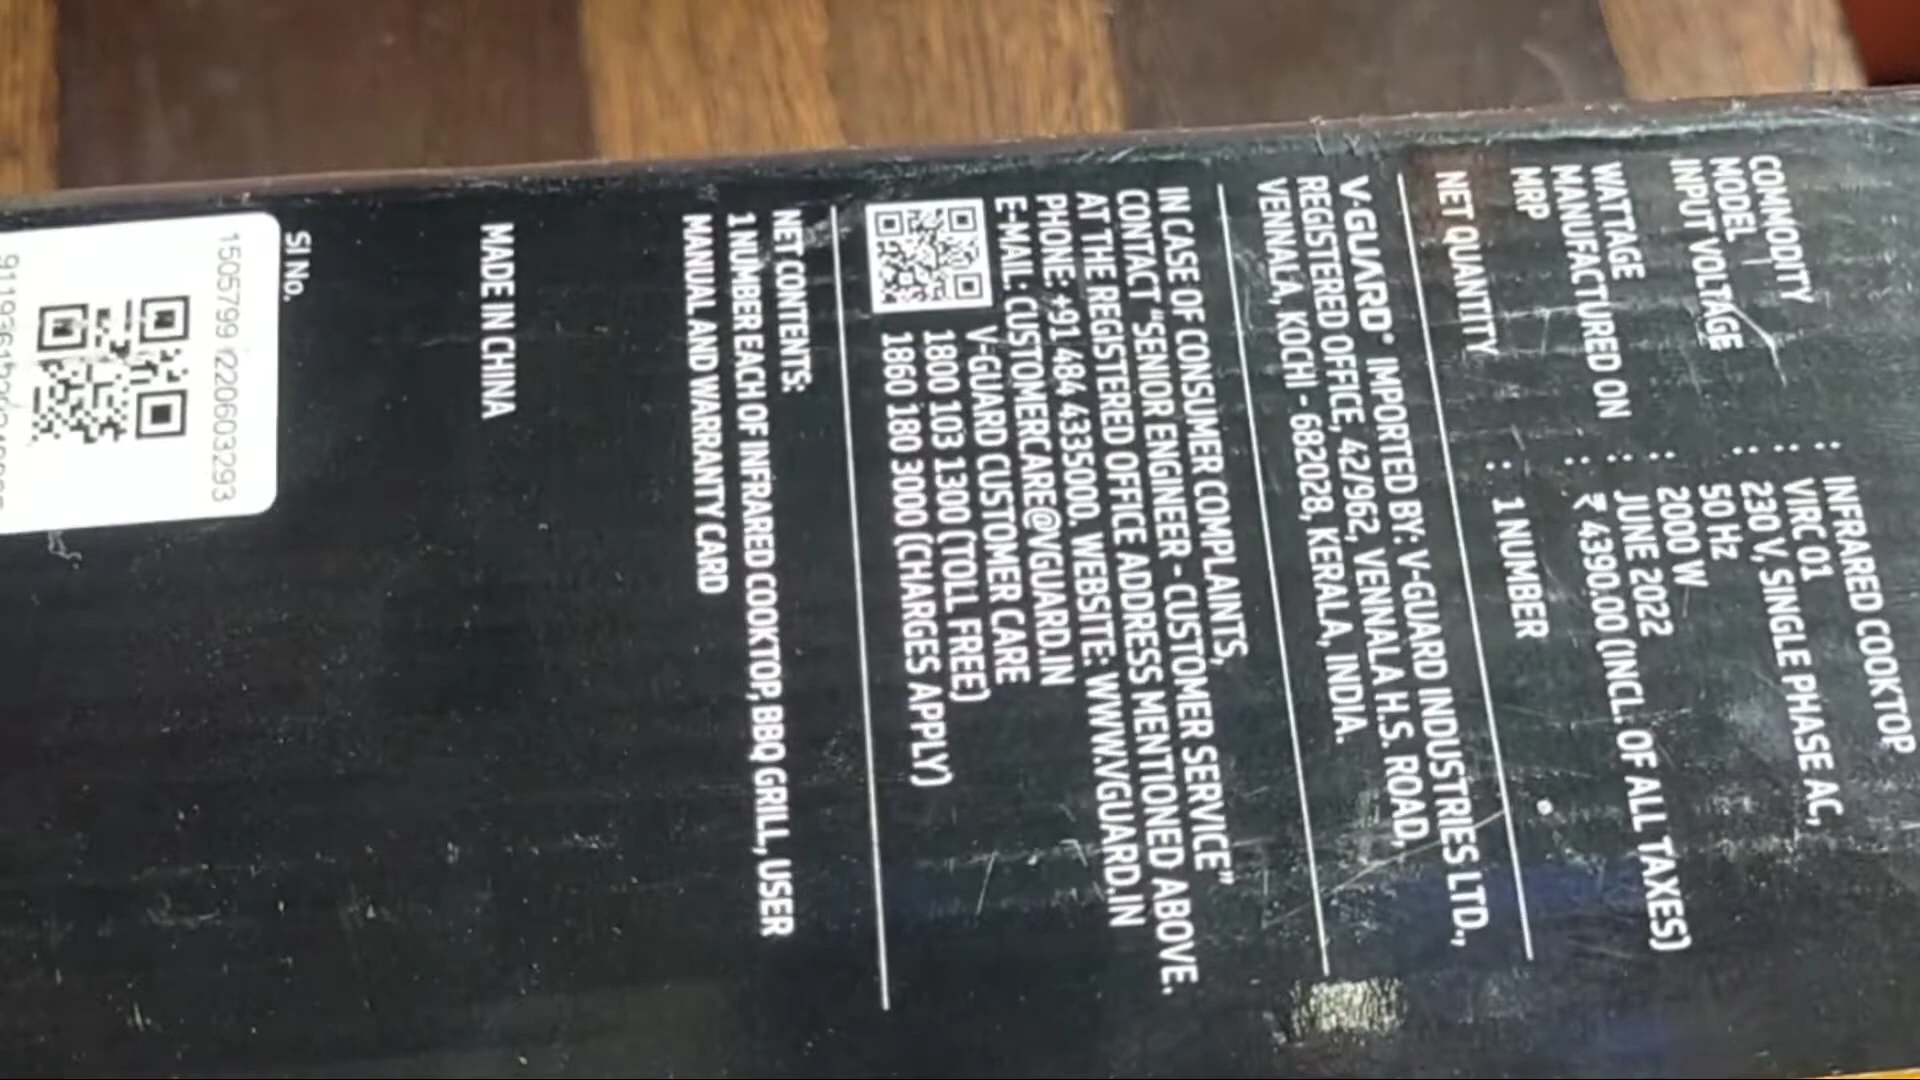 COMMODITY : INFRARED COOKTOP
MODEL : VIRC 01
INPUT VOLTAGE : 230 V, SINGLE PHASE AC,
50 Hz
WATTAGE : 2000 W
MANUFACTURED ON : JUNE 2022
MRP : ₹ 4390.00 (INCL. OF ALL TAXES)
NET QUANTITY : 1 NUMBER
V-GUARD® IMPORTED BY: V-GUARD INDUSTRIES LTD.,
REGISTERED OFFICE, 42/962, VENNALA H.S. ROAD,
VENNALA, KOCHI - 682028, KERALA, INDIA.
IN CASE OF CONSUMER COMPLAINTS,
CONTACT "SENIOR ENGINEER - CUSTOMER SERVICE"
AT THE REGISTERED OFFICE ADDRESS MENTIONED ABOVE.
PHONE: +91 484 4335000. WEBSITE: WWW.VGUARD.IN
E-MAIL: CUSTOMERCARE@VGUARD.IN
V-GUARD CUSTOMER CARE
1800 103 1300 (TOLL FREE)
1860 180 3000 (CHARGES APPLY)
NET CONTENTS:
1 NUMBER EACH OF INFRARED COOKTOP, BBQ GRILL, USER
MANUAL AND WARRANTY CARD
MADE IN CHINA
SI No.
1505799 (220603293